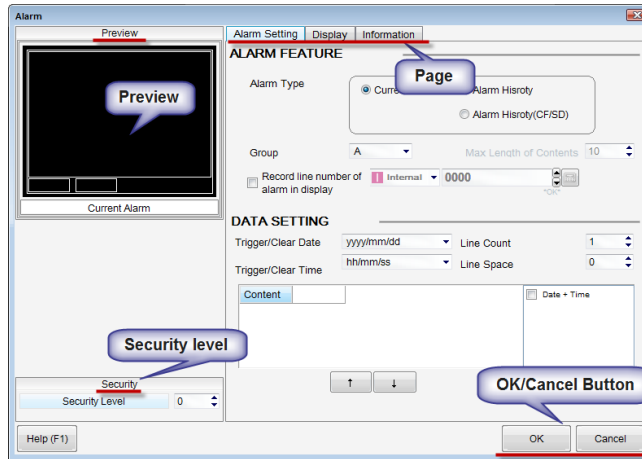 Alarm
Preview
Alarm Setting Display Information
ALARM FEATURE
Page
Preview
Alarm Type
Alarm Hisroty
Alarm Hisroty(CF/SD)
Group A Max Length of Contents 10
Record line number of alarm in display
Internal 0000
"OK"
Current Alarm
DATA SETTING
Trigger/Clear Date yyyy/mm/dd Line Count 1
Trigger/Clear Time hh/mm/ss Line Space 0
Content
Date + Time
Security level
↑ ↓
Security
Security Level 0
OK/Cancel Button
Help (F1)
OK Cancel